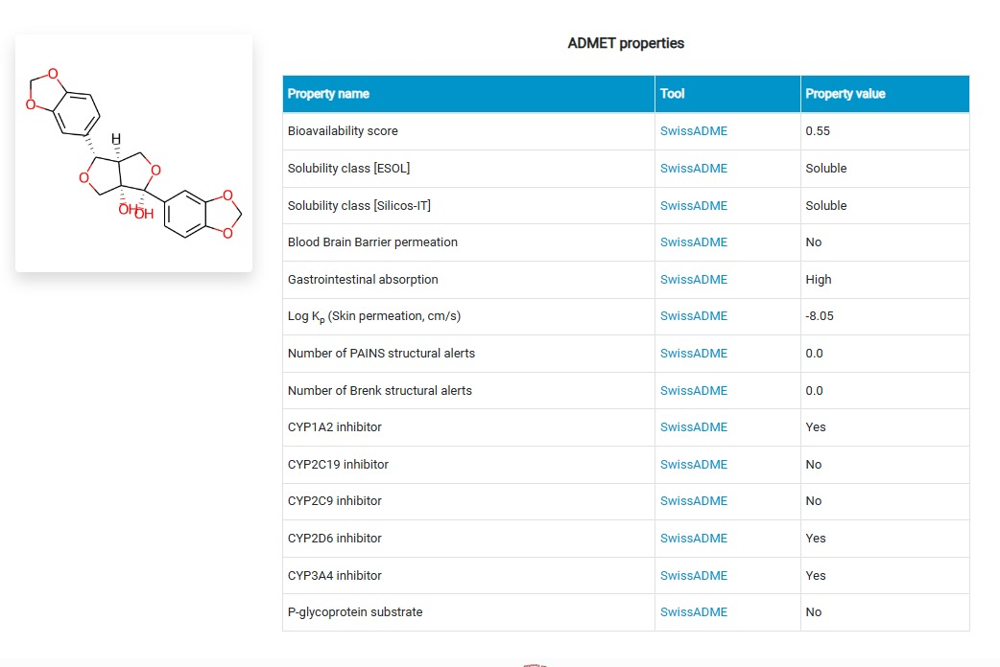 ADMET properties
Property name Tool Property value
Bioavailability score SwissADME 0.55
Solubility class [ESOL] SwissADME Soluble
Solubility class [Silicos-IT] SwissADME Soluble
Blood Brain Barrier permeation SwissADME No
Gastrointestinal absorption SwissADME High
Log Kp (Skin permeation, cm/s) SwissADME -8.05
Number of PAINS structural alerts SwissADME 0.0
Number of Brenk structural alerts SwissADME 0.0
CYP1A2 inhibitor SwissADME Yes
CYP2C19 inhibitor SwissADME No
CYP2C9 inhibitor SwissADME No
CYP2D6 inhibitor SwissADME Yes
CYP3A4 inhibitor SwissADME Yes
P-glycoprotein substrate SwissADME No
O
O
H
O
O
OH
OH
O
O